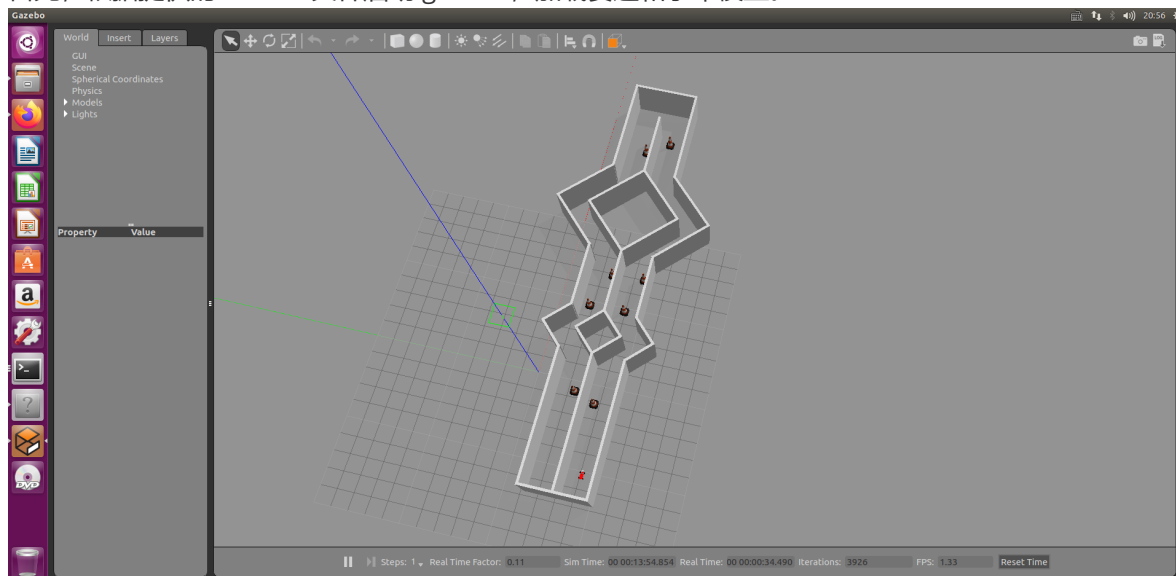 Gazebo
20:56
World Insert Layers
GUI
Scene
Spherical Coordinates
Physics
Models
Lights
Property Value
Steps: 1 Real Time Factor: 0.11 Sim Time: 00 00:13:54.854 Real Time: 00 00:00:34.490 Iterations: 3926 FPS: 1.33 Reset Time